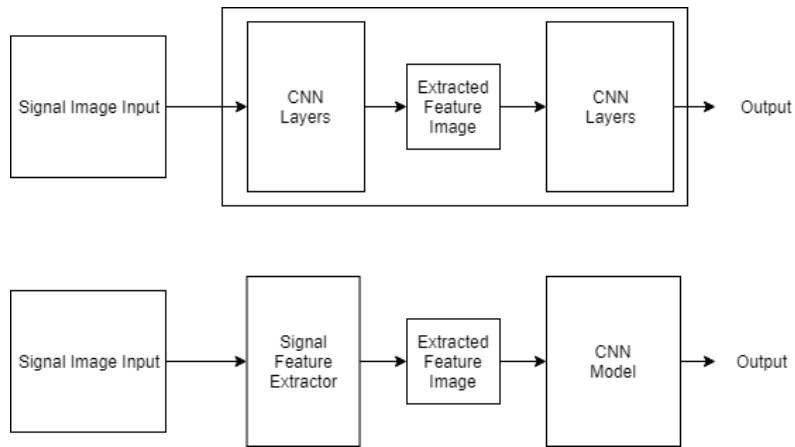 Signal Image Input
CNN
Layers
Extracted
Feature
Image
CNN
Layers
Output
Signal Image Input
Signal
Feature
Extractor
Extracted
Feature
Image
CNN
Model
Output